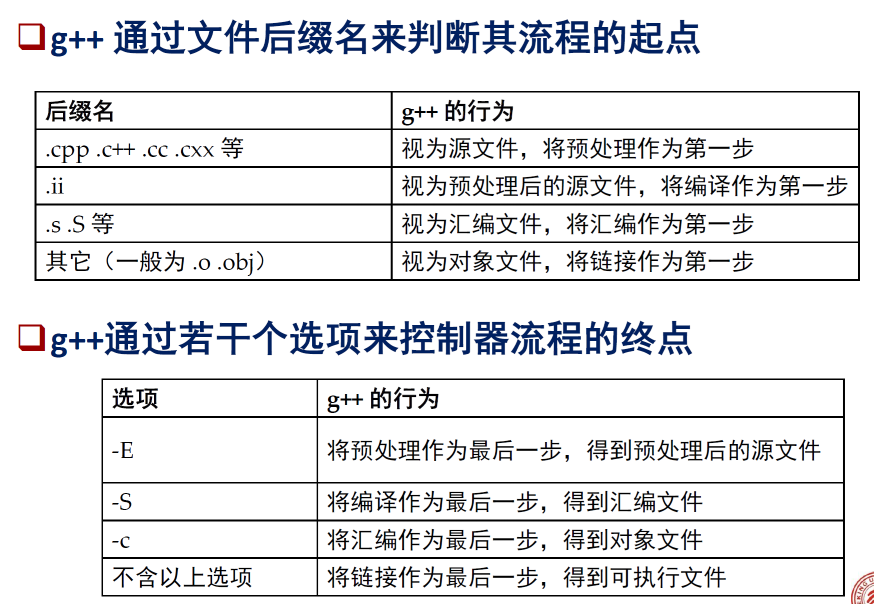 g++ 通过文件后缀名来判断其流程的起点
后缀名 g++ 的行为
.cpp .c++ .cc .cxx 等 视为源文件，将预处理作为第一步
.ii 视为预处理后的源文件，将编译作为第一步
.s .S 等 视为汇编文件，将汇编作为第一步
其它（一般为 .o .obj） 视为对象文件，将链接作为第一步
g++通过若干个选项来控制器流程的终点
选项 g++ 的行为
-E 将预处理作为最后一步，得到预处理后的源文件
-S 将编译作为最后一步，得到汇编文件
-c 将汇编作为最后一步，得到对象文件
不含以上选项 将链接作为最后一步，得到可执行文件